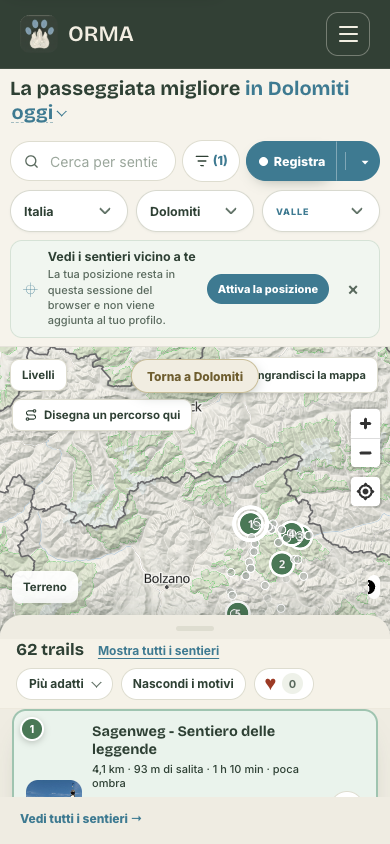 ORMA
La passeggiata migliore in Dolomiti
oggi
Cerca per sentie
(1)
Registra
Italia
Dolomiti
VALLE
Vedi i sentieri vicino a te
La tua posizione resta in
questa sessione del
browser e non viene
aggiunta al tuo profilo.
Attiva la posizione
Livelli
Torna a Dolomiti
ngrandisci la mappa
Disegna un percorso qui
ck
1
2
Bolzano
Terreno
62 trails
Mostra tutti i sentieri
Più adatti
Nascondi i motivi
0
1
Sagenweg - Sentiero delle
leggende
4,1 km · 93 m di salita · 1 h 10 min · poca
ombra
Vedi tutti i sentieri →